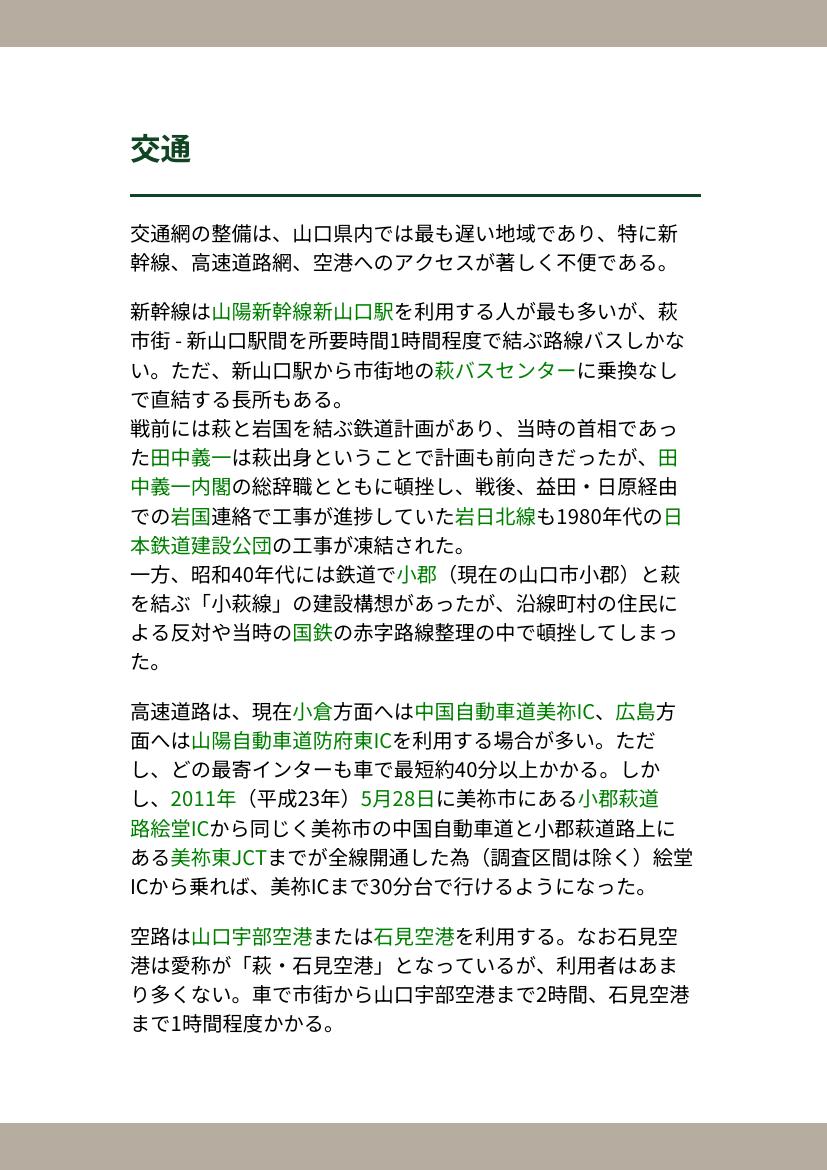 交通
交通網の整備は、山口県内では最も遅い地域であり、特に新
幹線、高速道路網、空港へのアクセスが著しく不便である。
新幹線は山陽新幹線新山口駅を利用する人が最も多いが、萩
市街 - 新山口駅間を所要時間1時間程度で結ぶ路線バスしかな
い。ただ、新山口駅から市街地の萩バスセンターに乗換なし
で直結する長所もある。
戦前には萩と岩国を結ぶ鉄道計画があり、当時の首相であっ
た田中義一は萩出身ということで計画も前向きだったが、田
中義一内閣の総辞職とともに頓挫し、戦後、益田・日原経由
での岩国連絡で工事が進捗していた岩日北線も1980年代の日
本鉄道建設公団の工事が凍結された。
一方、昭和40年代には鉄道で小郡（現在の山口市小郡）と萩
を結ぶ「小萩線」の建設構想があったが、沿線町村の住民に
よる反対や当時の国鉄の赤字路線整理の中で頓挫してしまっ
た。
高速道路は、現在小倉方面へは中国自動車道美祢IC、広島方
面へは山陽自動車道防府東ICを利用する場合が多い。ただ
し、どの最寄インターも車で最短約40分以上かかる。しか
し、2011年（平成23年）5月28日に美祢市にある小郡萩道
路絵堂ICから同じく美祢市の中国自動車道と小郡萩道路上に
ある美祢東JCTまでが全線開通した為（調査区間は除く）絵堂
ICから乗れば、美祢ICまで30分台で行けるようになった。
空路は山口宇部空港または石見空港を利用する。なお石見空
港は愛称が「萩・石見空港」となっているが、利用者はあま
り多くない。車で市街から山口宇部空港まで2時間、石見空港
まで1時間程度かかる。